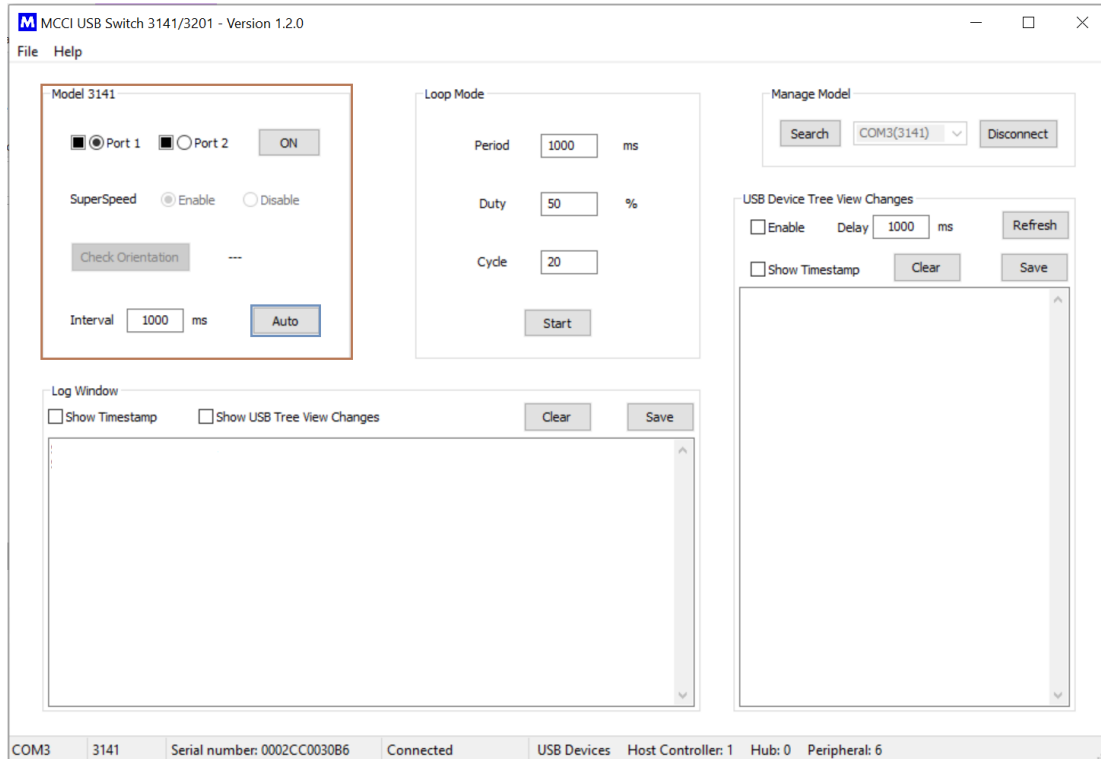 M MCCI USB Switch 3141/3201 - Version 1.2.0
File Help
Model 3141
Port 1 Port 2 ON
SuperSpeed Enable Disable
Check Orientation ---
Interval 1000 ms Auto
Loop Mode
Period 1000 ms
Duty 50 %
Cycle 20
Start
Manage Model
Search COM3(3141) Disconnect
USB Device Tree View Changes
Enable Delay 1000 ms Refresh
Show Timestamp Clear Save
Log Window
Show Timestamp Show USB Tree View Changes Clear Save
COM3 3141 Serial number: 0002CC0030B6 Connected USB Devices Host Controller: 1 Hub: 0 Peripheral: 6